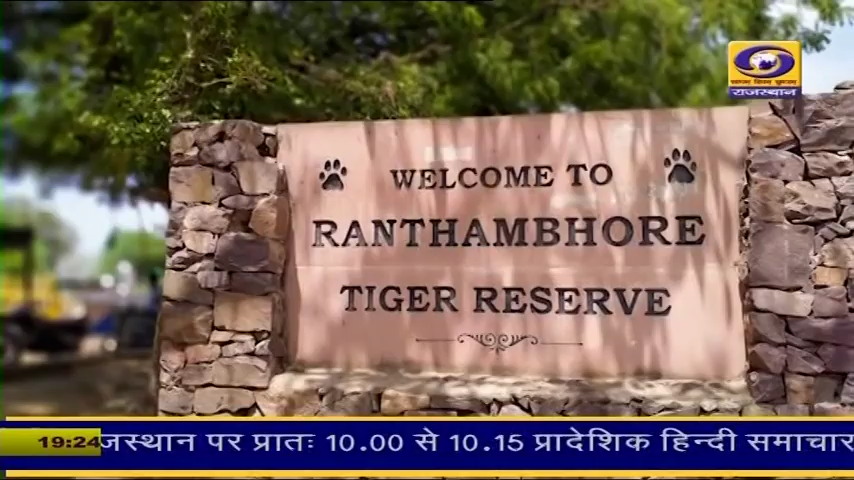 राजस्थान
WELCOME TO
RANTHAMBHORE
TIGER RESERVE
19:24 जस्थान पर प्रातः 10.00 से 10.15 प्रादेशिक हिन्दी समाचार